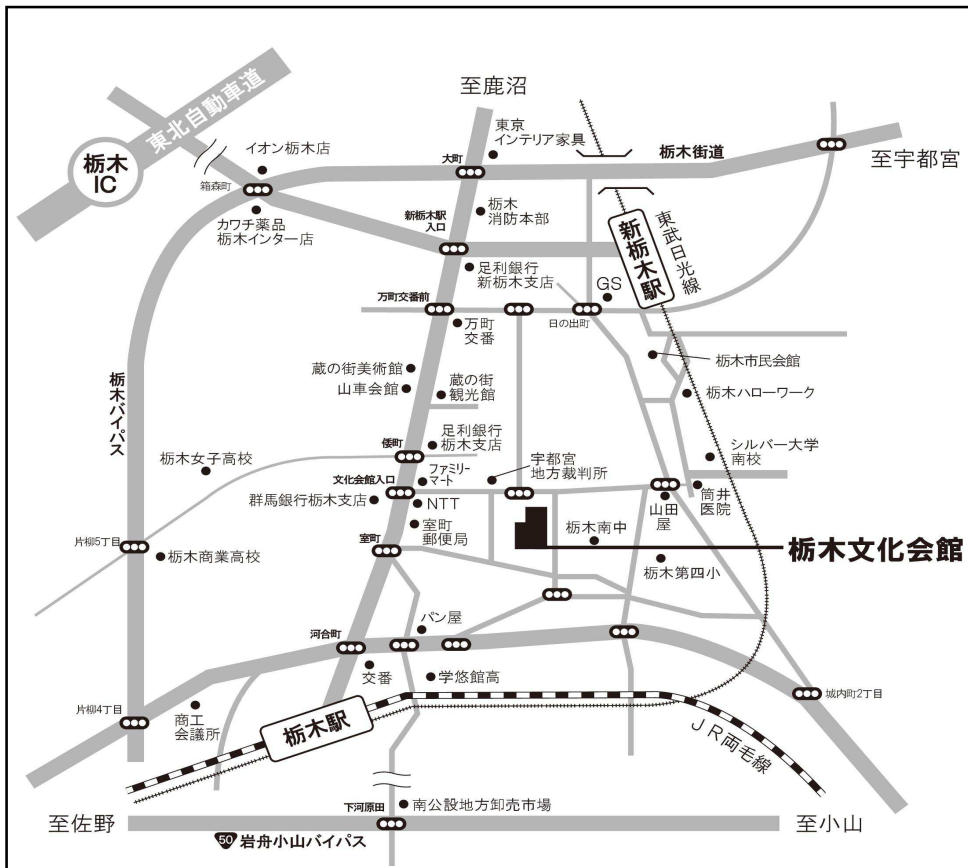 至鹿沼
東北自動車道
栃木
IC
イオン栃木店
箱森町
カワチ薬品
栃木インター店
大町
東京
インテリア家具
栃木街道
至宇都宮
新栃木駅
入口
栃木
消防本部
足利銀行
新栃木支店
新栃木駅
東武日光線
GS
万町交番前
万町
交番
日の出町
栃木市民会館
栃木ハローワーク
蔵の街美術館
山車会館
蔵の街
観光館
栃木バイパス
足利銀行
栃木支店
倭町
栃木女子高校
ファミリー
マート
宇都宮
地方裁判所
シルバー大学
南校
文化会館入口
群馬銀行栃木支店
NTT
山田
屋
筒井
医院
室町
郵便局
室町
栃木南中
栃木文化会館
片柳5丁目
栃木商業高校
栃木第四小
パン屋
河合町
交番
学悠館高
城内町2丁目
片柳4丁目
商工
会議所
栃木駅
JR両毛線
下河原田
南公設地方卸売市場
至佐野
50 岩舟小山バイパス
至小山